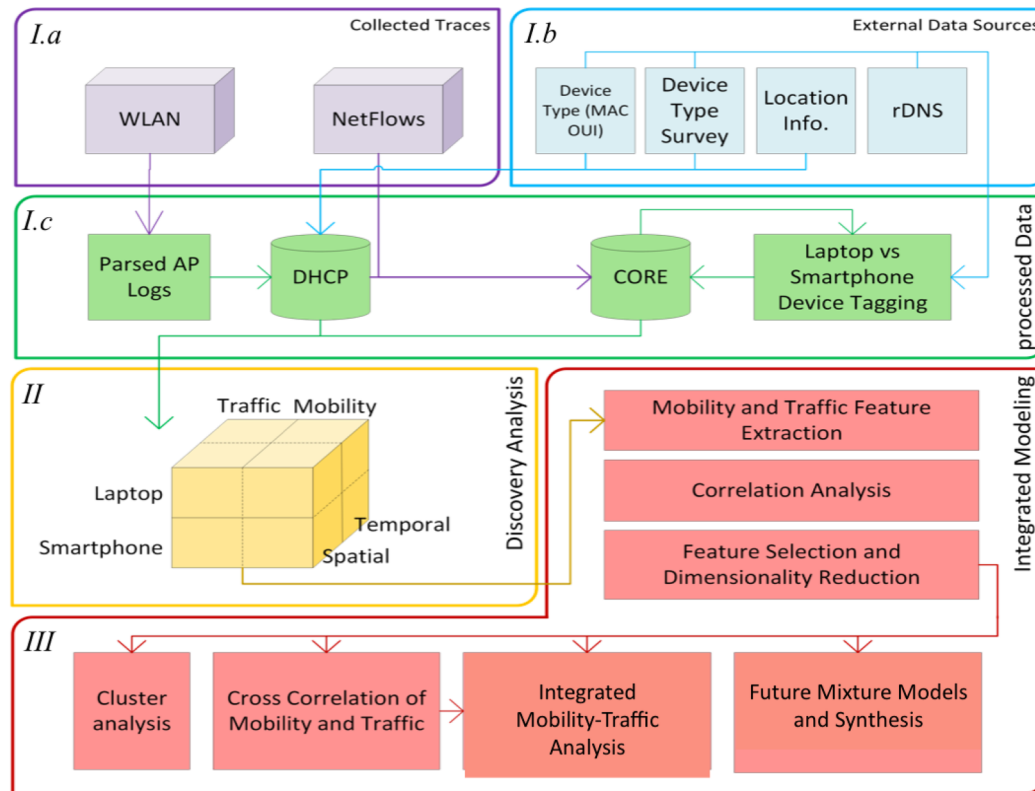 I.a
Collected Traces
WLAN
NetFlows
I.b
External Data Sources
Device
Type (MAC
OUI)
Device
Type
Survey
Location
Info.
rDNS
I.c
processed Data
Parsed AP
Logs
DHCP
CORE
Laptop vs
Smartphone
Device Tagging
II
Discovery Analysis
Traffic Mobility
Laptop
Smartphone
Temporal
Spatial
Integrated Modeling
Mobility and Traffic Feature
Extraction
Correlation Analysis
Feature Selection and
Dimensionality Reduction
III
Cluster
analysis
Cross Correlation of
Mobility and Traffic
Integrated
Mobility-Traffic
Analysis
Future Mixture Models
and Synthesis